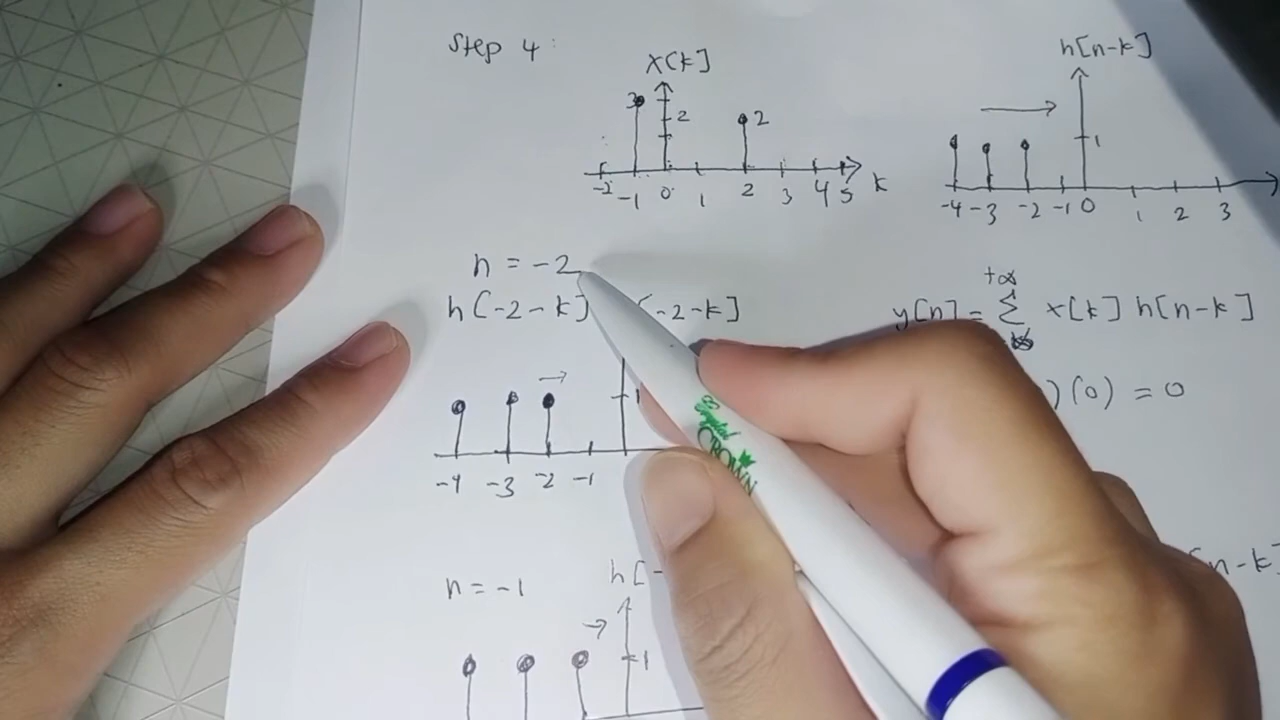 Step 4:
x[k]
3
2
2
-2 -1 0 1 2 3 4 5 k
h[n-k]
1
-4 -3 -2 -1 0 1 2 3
n = -2
h[-2-k] [-2-k]
1
-4 -3 -2 -1
y[n] = +∞ Σ x[k] h[n-k]
)(0) = 0
n = -1
h[-
1
n-k]
CROWN